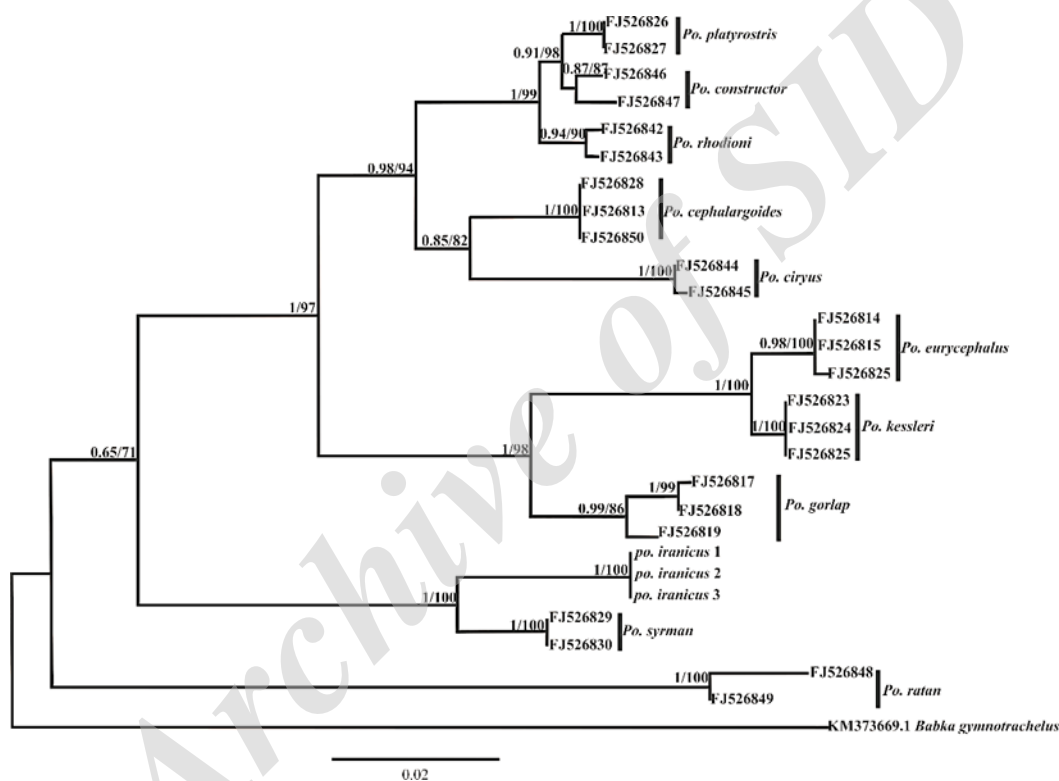 1/100
FJ526826
FJ526827
Po. platyrostris
0.91/98
0.87/87
FJ526846
FJ526847
Po. constructor
1/99
0.94/90
FJ526842
FJ526843
Po. rhodioni
0.98/94
FJ526828
1/100
FJ526813
FJ526850
Po. cephalargoides
0.85/82
1/100
FJ526844
FJ526845
Po. ciryus
1/97
FJ526814
FJ526815
FJ526825
Po. eurycephalus
0.98/100
1/100
FJ526823
1/100
FJ526824
FJ526825
Po. kessleri
1/98
1/99
FJ526817
FJ526818
0.99/86
FJ526819
Po. gorlap
0.65/71
po. iranicus 1
1/100
po. iranicus 2
po. iranicus 3
1/100
1/100
FJ526829
FJ526830
Po. syrman
1/100
FJ526848
FJ526849
Po. ratan
KM373669.1 Babka gymnotrachelus
0.02
Archive of SID